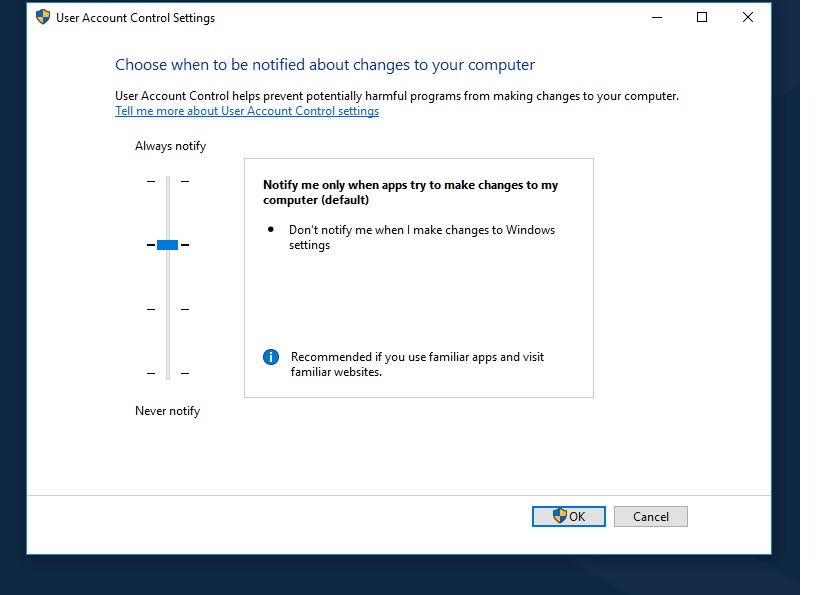 User Account Control Settings
Choose when to be notified about changes to your computer
User Account Control helps prevent potentially harmful programs from making changes to your computer.
Tell me more about User Account Control settings
Always notify
Notify me only when apps try to make changes to my
computer (default)
Don't notify me when I make changes to Windows
settings
Recommended if you use familiar apps and visit
familiar websites.
Never notify
OK
Cancel